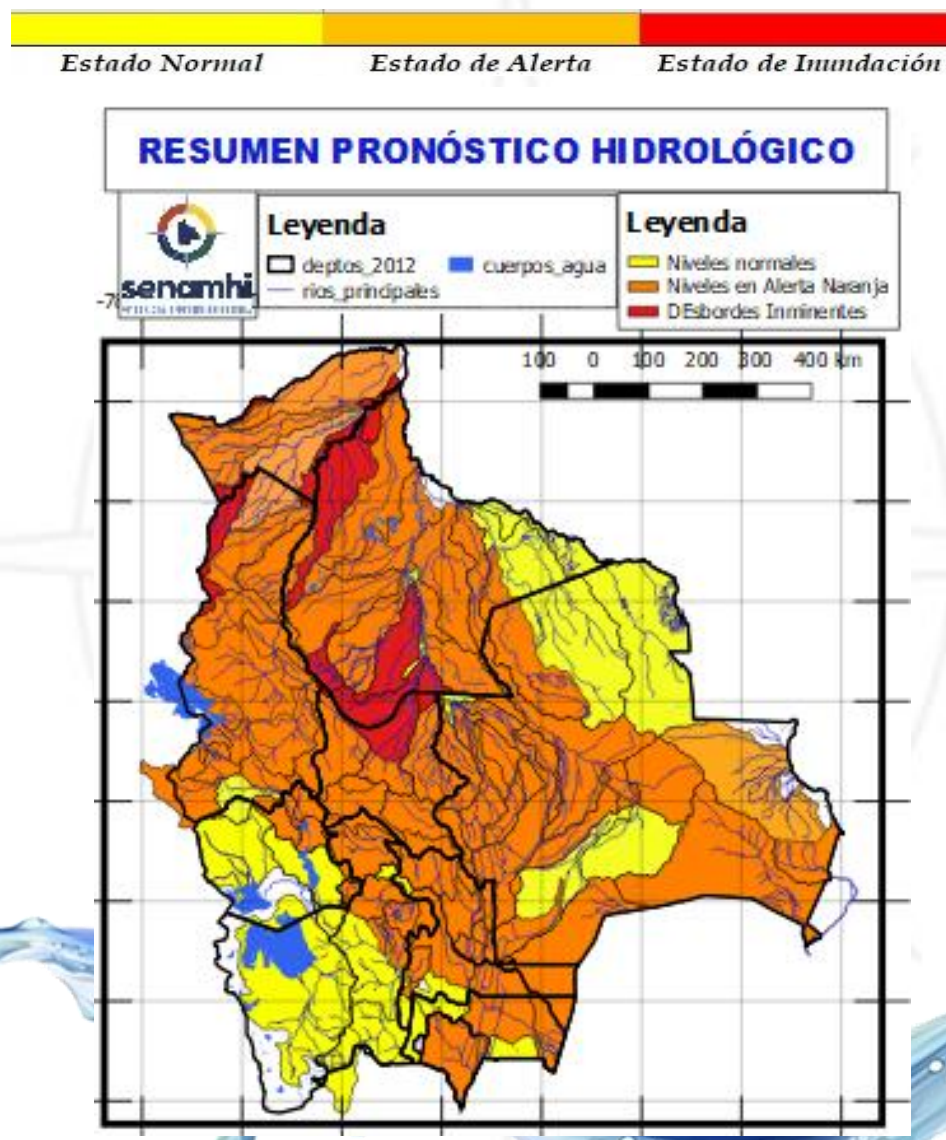 Estado Normal Estado de Alerta Estado de Inundación
RESUMEN PRONÓSTICO HIDROLÓGICO
senamhi
Leyenda
deptos_2012 cuerpos_agua
rios_principales
Leyenda
Niveles normales
Niveles en Alerta Naranja
DEsbordes Inminentes
100 0 100 200 300 400 km